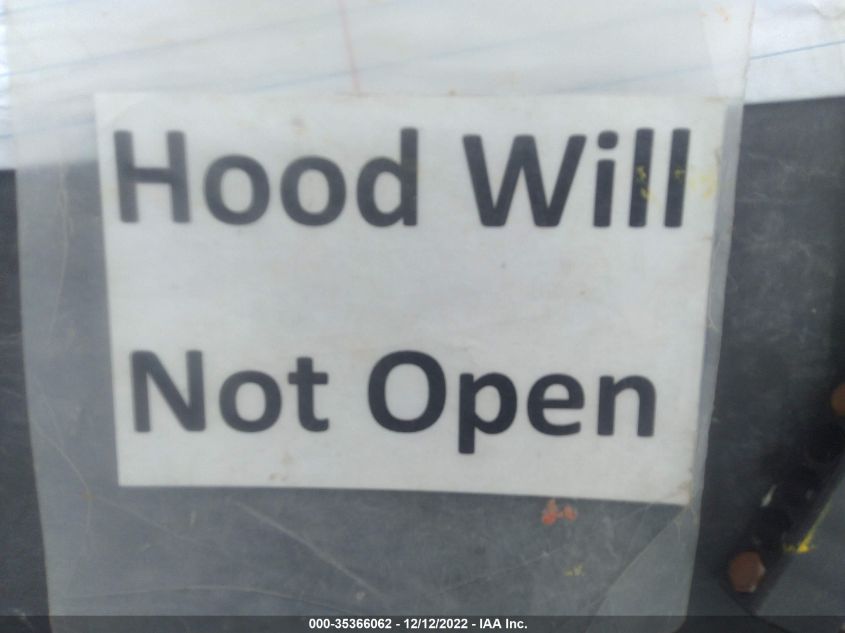 Hood Will
Not Open
000-35366062 - 12/12/2022 - IAA Inc.